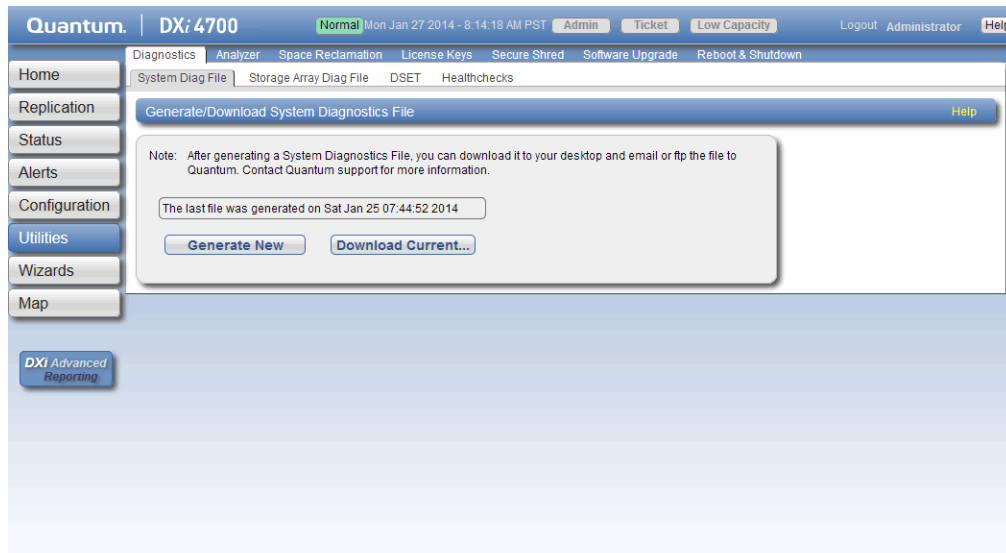 Quantum. | DXi 4700 Normal Mon Jan 27 2014 - 8:14:18 AM PST Admin Ticket Low Capacity Logout Administrator Help
Diagnostics Analyzer Space Reclamation License Keys Secure Shred Software Upgrade Reboot & Shutdown
System Diag File Storage Array Diag File DSET Healthchecks
Home
Replication
Status
Alerts
Configuration
Utilities
Wizards
Map
DXi Advanced
Reporting
Generate/Download System Diagnostics File Help
Note: After generating a System Diagnostics File, you can download it to your desktop and email or ftp the file to
Quantum. Contact Quantum support for more information.
The last file was generated on Sat Jan 25 07:44:52 2014
Generate New Download Current...